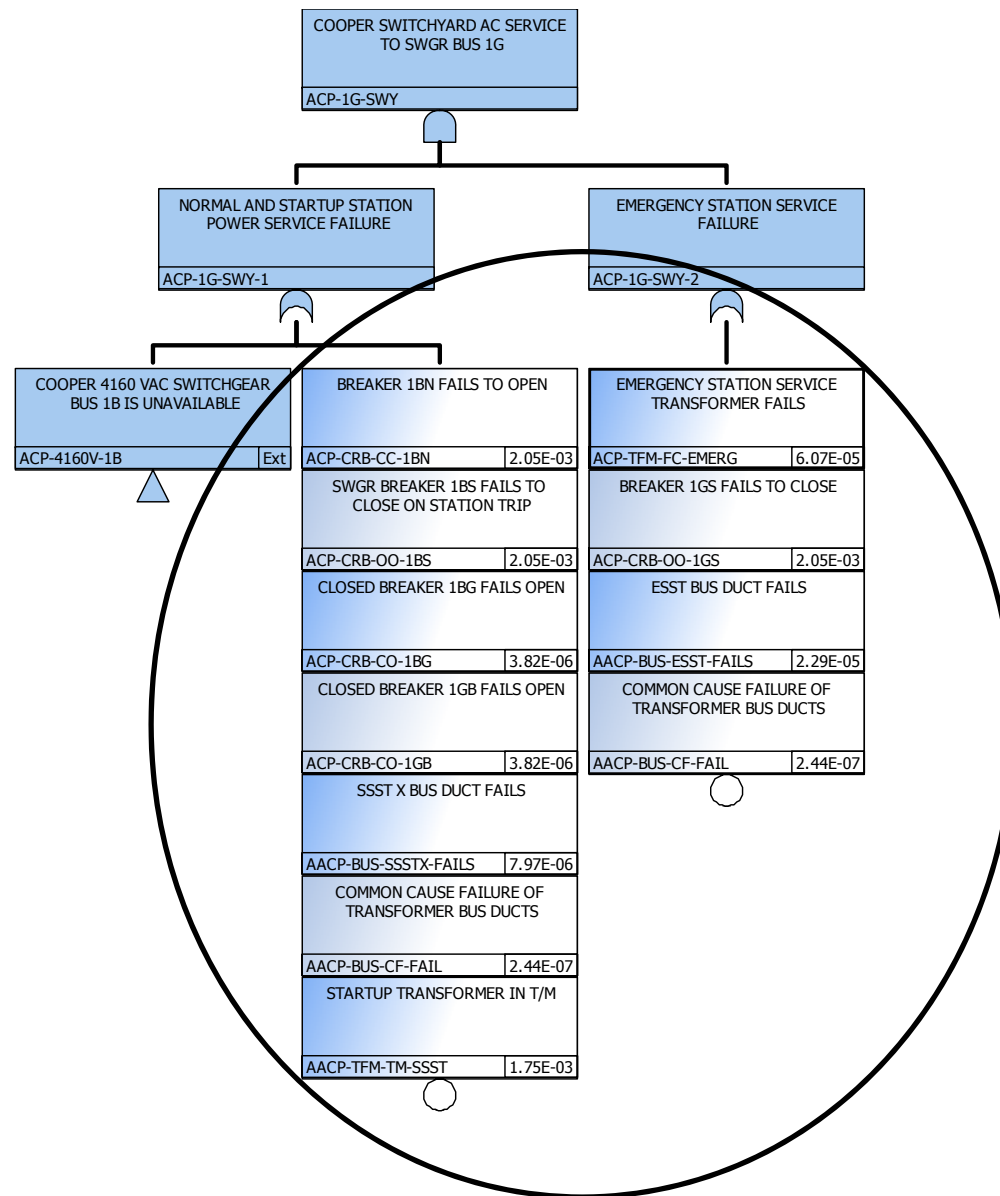 COOPER SWITCHYARD AC SERVICE
TO SWGR BUS 1G
ACP-1G-SWY
NORMAL AND STARTUP STATION
POWER SERVICE FAILURE
ACP-1G-SWY-1
EMERGENCY STATION SERVICE
FAILURE
ACP-1G-SWY-2
COOPER 4160 VAC SWITCHGEAR
BUS 1B IS UNAVAILABLE
ACP-4160V-1B Ext
BREAKER 1BN FAILS TO OPEN
ACP-CRB-CC-1BN 2.05E-03
SWGR BREAKER 1BS FAILS TO
CLOSE ON STATION TRIP
ACP-CRB-OO-1BS 2.05E-03
CLOSED BREAKER 1BG FAILS OPEN
ACP-CRB-CO-1BG 3.82E-06
CLOSED BREAKER 1GB FAILS OPEN
ACP-CRB-CO-1GB 3.82E-06
SSST X BUS DUCT FAILS
AACP-BUS-SSSTX-FAILS 7.97E-06
COMMON CAUSE FAILURE OF
TRANSFORMER BUS DUCTS
AACP-BUS-CF-FAIL 2.44E-07
STARTUP TRANSFORMER IN T/M
AACP-TFM-TM-SSST 1.75E-03
EMERGENCY STATION SERVICE
TRANSFORMER FAILS
ACP-TFM-FC-EMERG 6.07E-05
BREAKER 1GS FAILS TO CLOSE
ACP-CRB-OO-1GS 2.05E-03
ESST BUS DUCT FAILS
AACP-BUS-ESST-FAILS 2.29E-05
COMMON CAUSE FAILURE OF
TRANSFORMER BUS DUCTS
AACP-BUS-CF-FAIL 2.44E-07